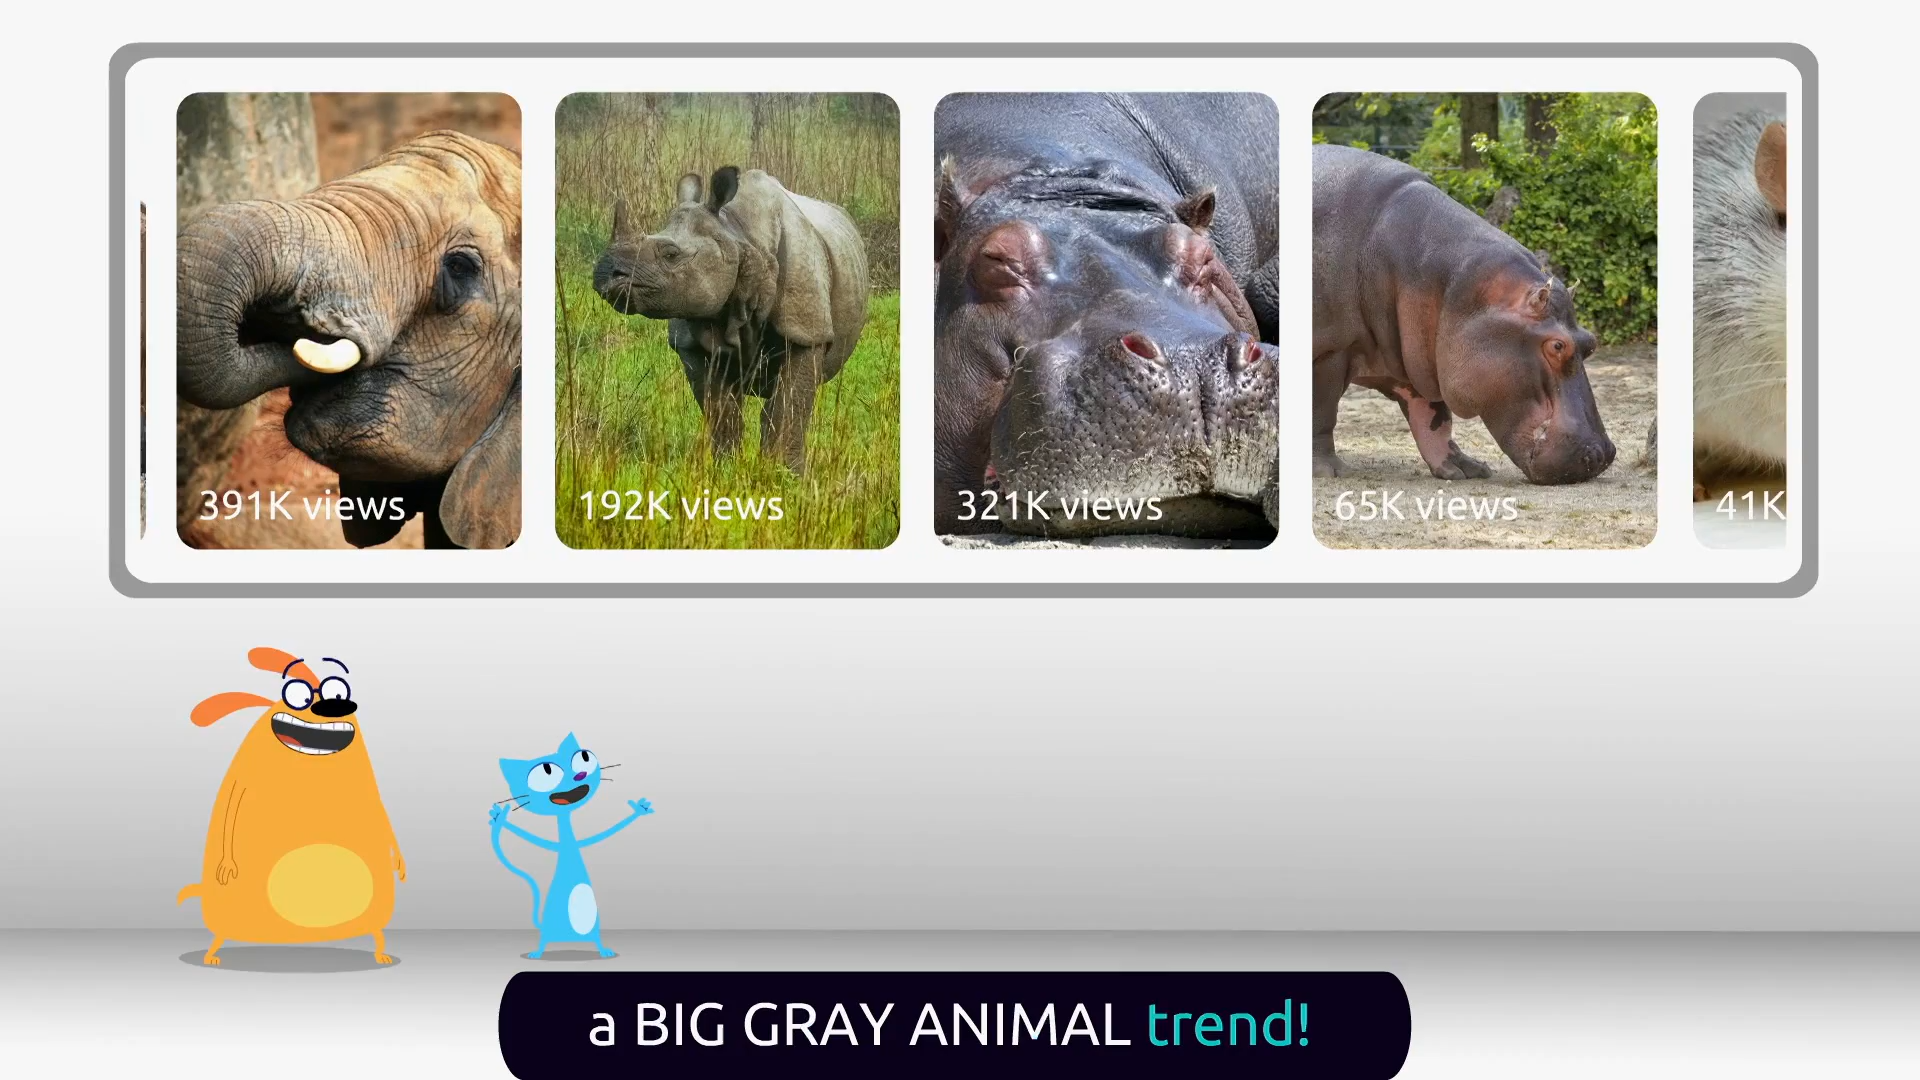 391K views
192K views
321K views
65K views
41K
a BIG GRAY ANIMAL trend!